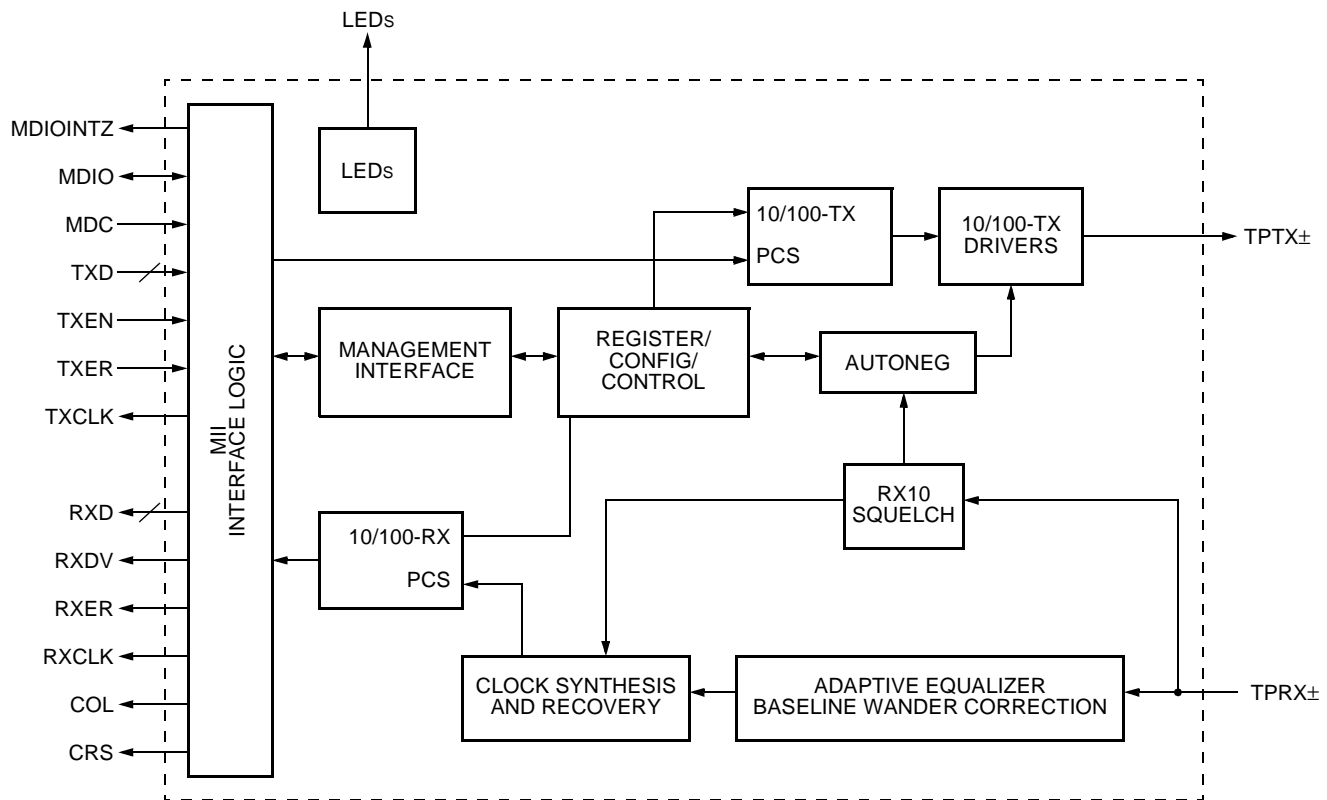 LEDs
MDIOINTZ
MDIO
MDC
TXD
TXEN
TXER
TXCLK
RXD
RXDV
RXER
RXCLK
COL
CRS
MII
INTERFACE LOGIC
LEDs
10/100-TX
PCS
10/100-TX
DRIVERS
TPTX±
MANAGEMENT
INTERFACE
REGISTER/
CONFIG/
CONTROL
AUTONEG
RX10
SQUELCH
10/100-RX
PCS
CLOCK SYNTHESIS
AND RECOVERY
ADAPTIVE EQUALIZER
BASELINE WANDER CORRECTION
TPRX±